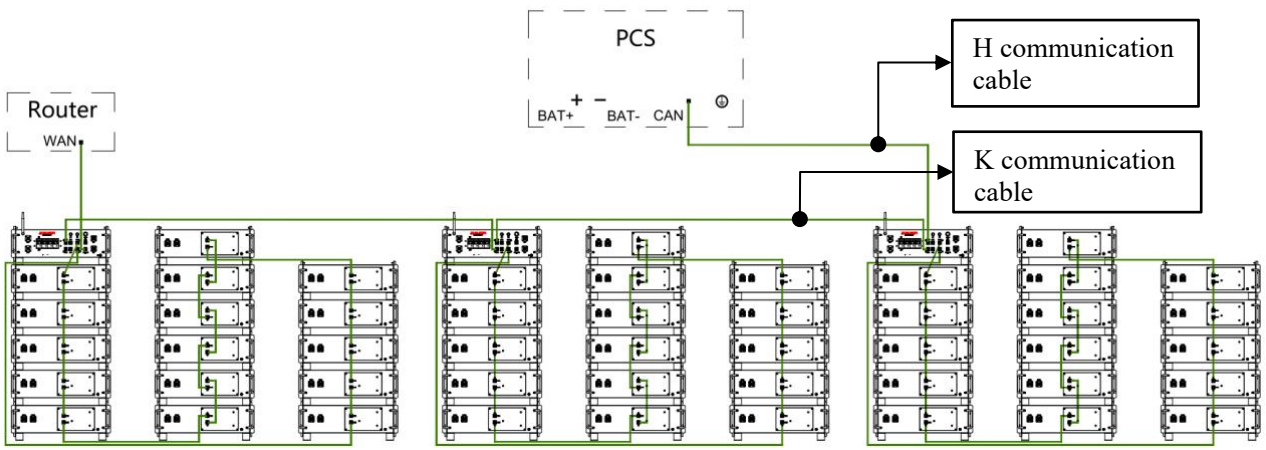 PCS
BAT+
+
−
BAT-
CAN
H communication
cable
Router
WAN
K communication
cable